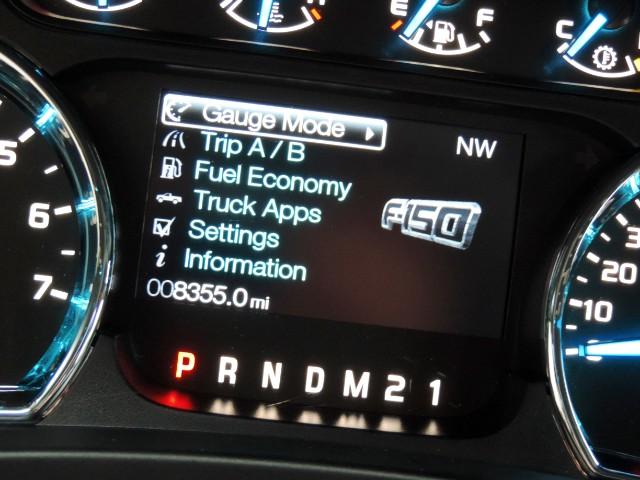 E F
C
Gauge Mode
NW
Trip A / B
Fuel Economy
F-150
Truck Apps
Settings
Information
008355.0 mi
5
6
7
20
10
P R N D M 2 1